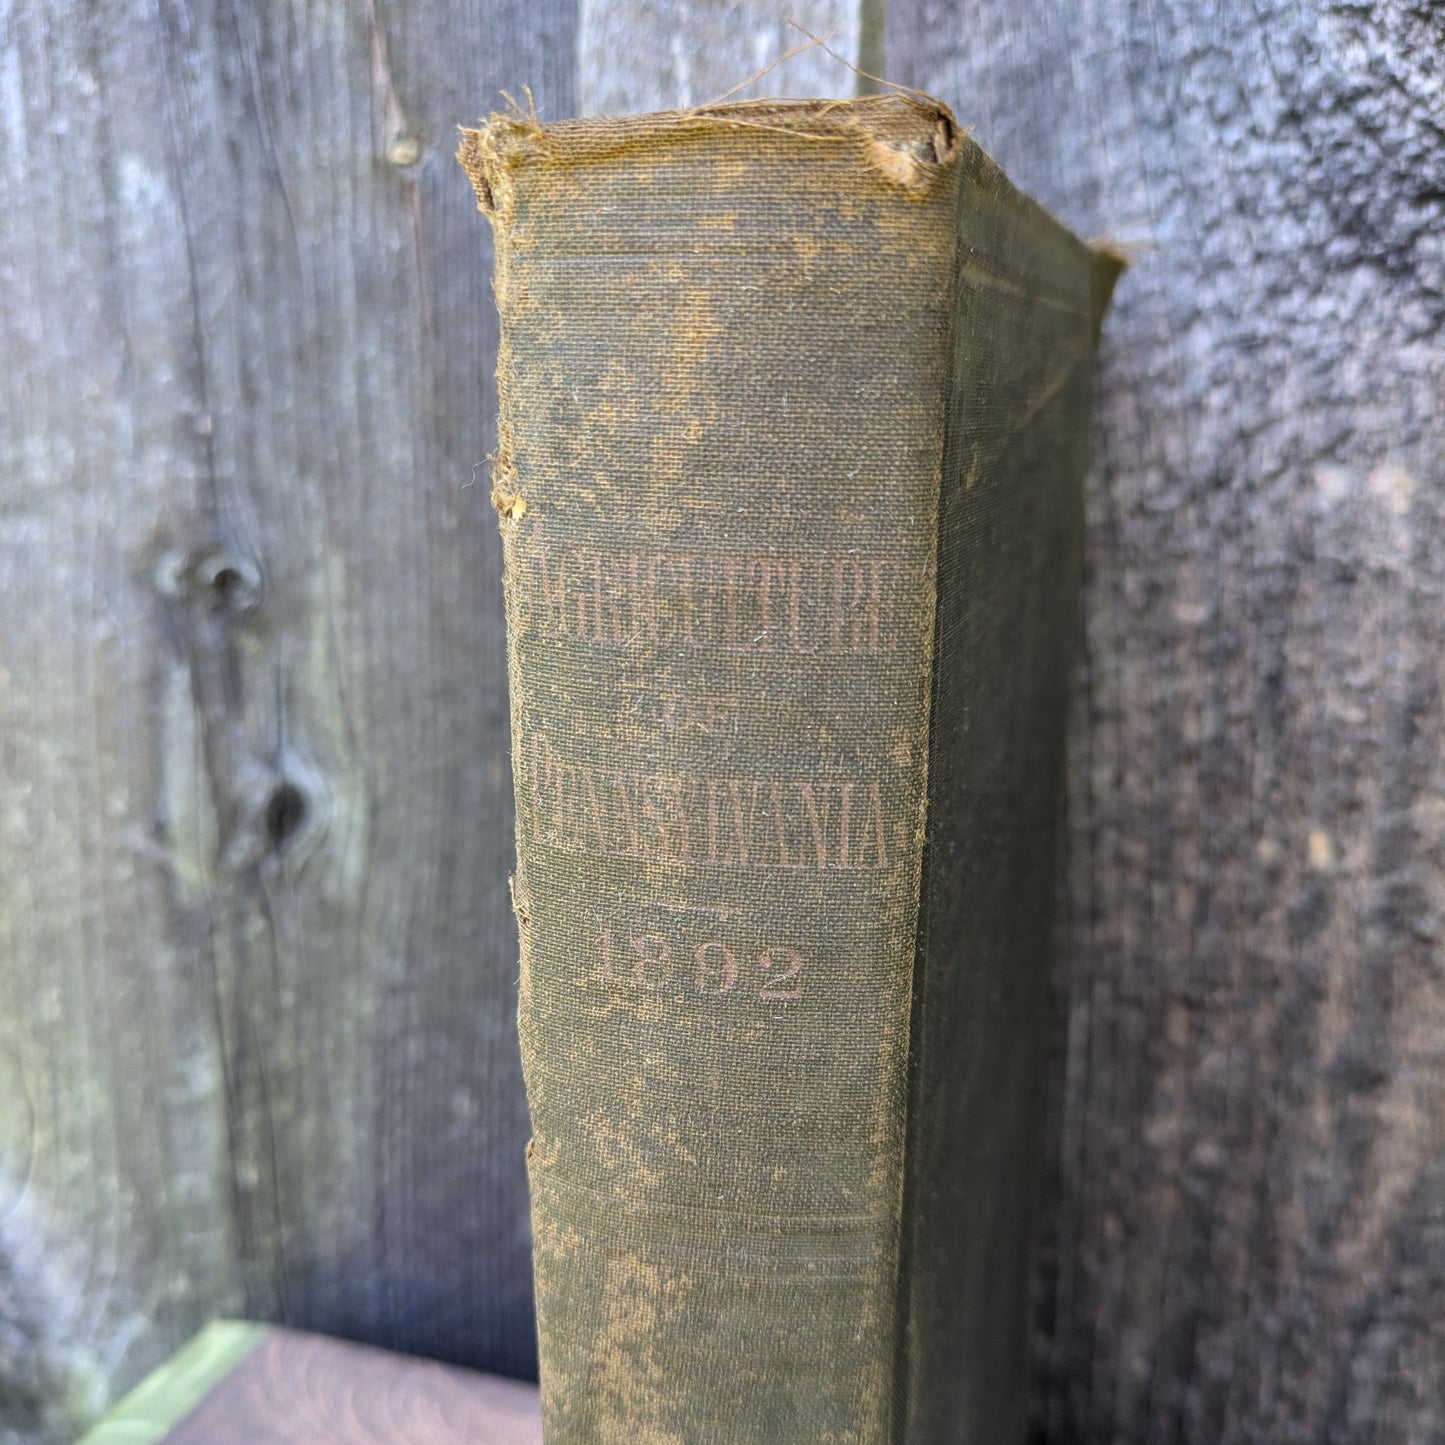 AGRICULTURE
OF
PENNSYLVANIA
1892